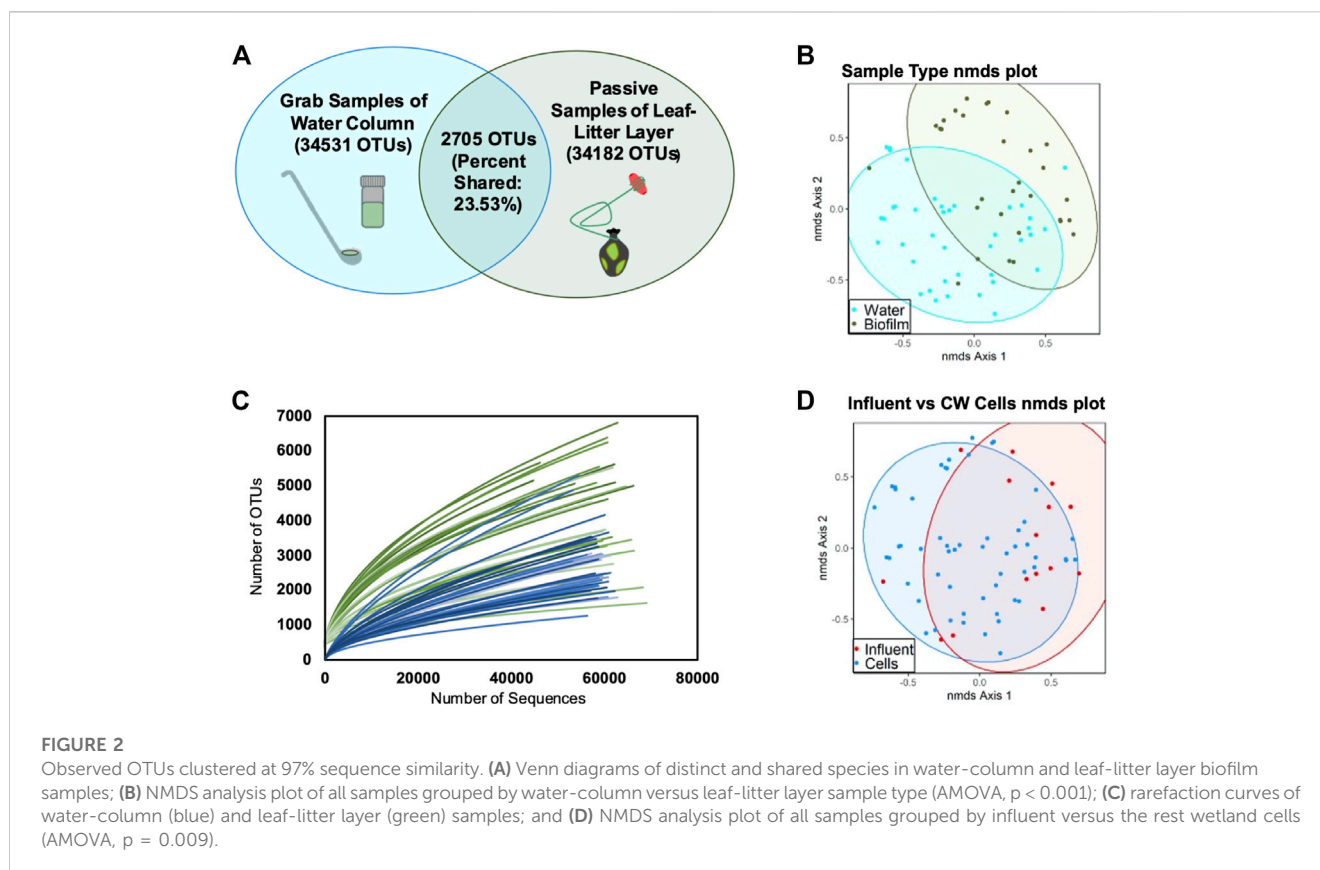 A
Grab Samples of
Water Column
(34531 OTUs)
2705 OTUs
(Percent
Shared:
23.53%)
Passive
Samples of Leaf-
Litter Layer
(34182 OTUs)
B
Sample Type nmds plot
nmds Axis 2
0.5
0.0
-0.5
Water
Biofilm
-0.5
0.0
0.5
nmds Axis 1
C
Number of OTUs
7000
6000
5000
4000
3000
2000
1000
0
0
20000
40000
60000
80000
Number of Sequences
D
Influent vs CW Cells nmds plot
nmds Axis 2
0.5
0.0
-0.5
Influent
Cells
-0.5
0.0
0.5
nmds Axis 1
FIGURE 2
Observed OTUs clustered at 97% sequence similarity. (A) Venn diagrams of distinct and shared species in water-column and leaf-litter layer biofilm
samples; (B) NMDS analysis plot of all samples grouped by water-column versus leaf-litter layer sample type (AMOVA, p < 0.001); (C) rarefaction curves of
water-column (blue) and leaf-litter layer (green) samples; and (D) NMDS analysis plot of all samples grouped by influent versus the rest wetland cells
(AMOVA, p = 0.009).